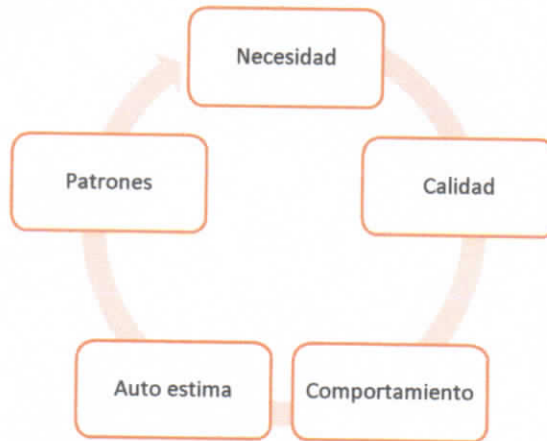 Necesidad
Calidad
Comportamiento
Auto estima
Patrones